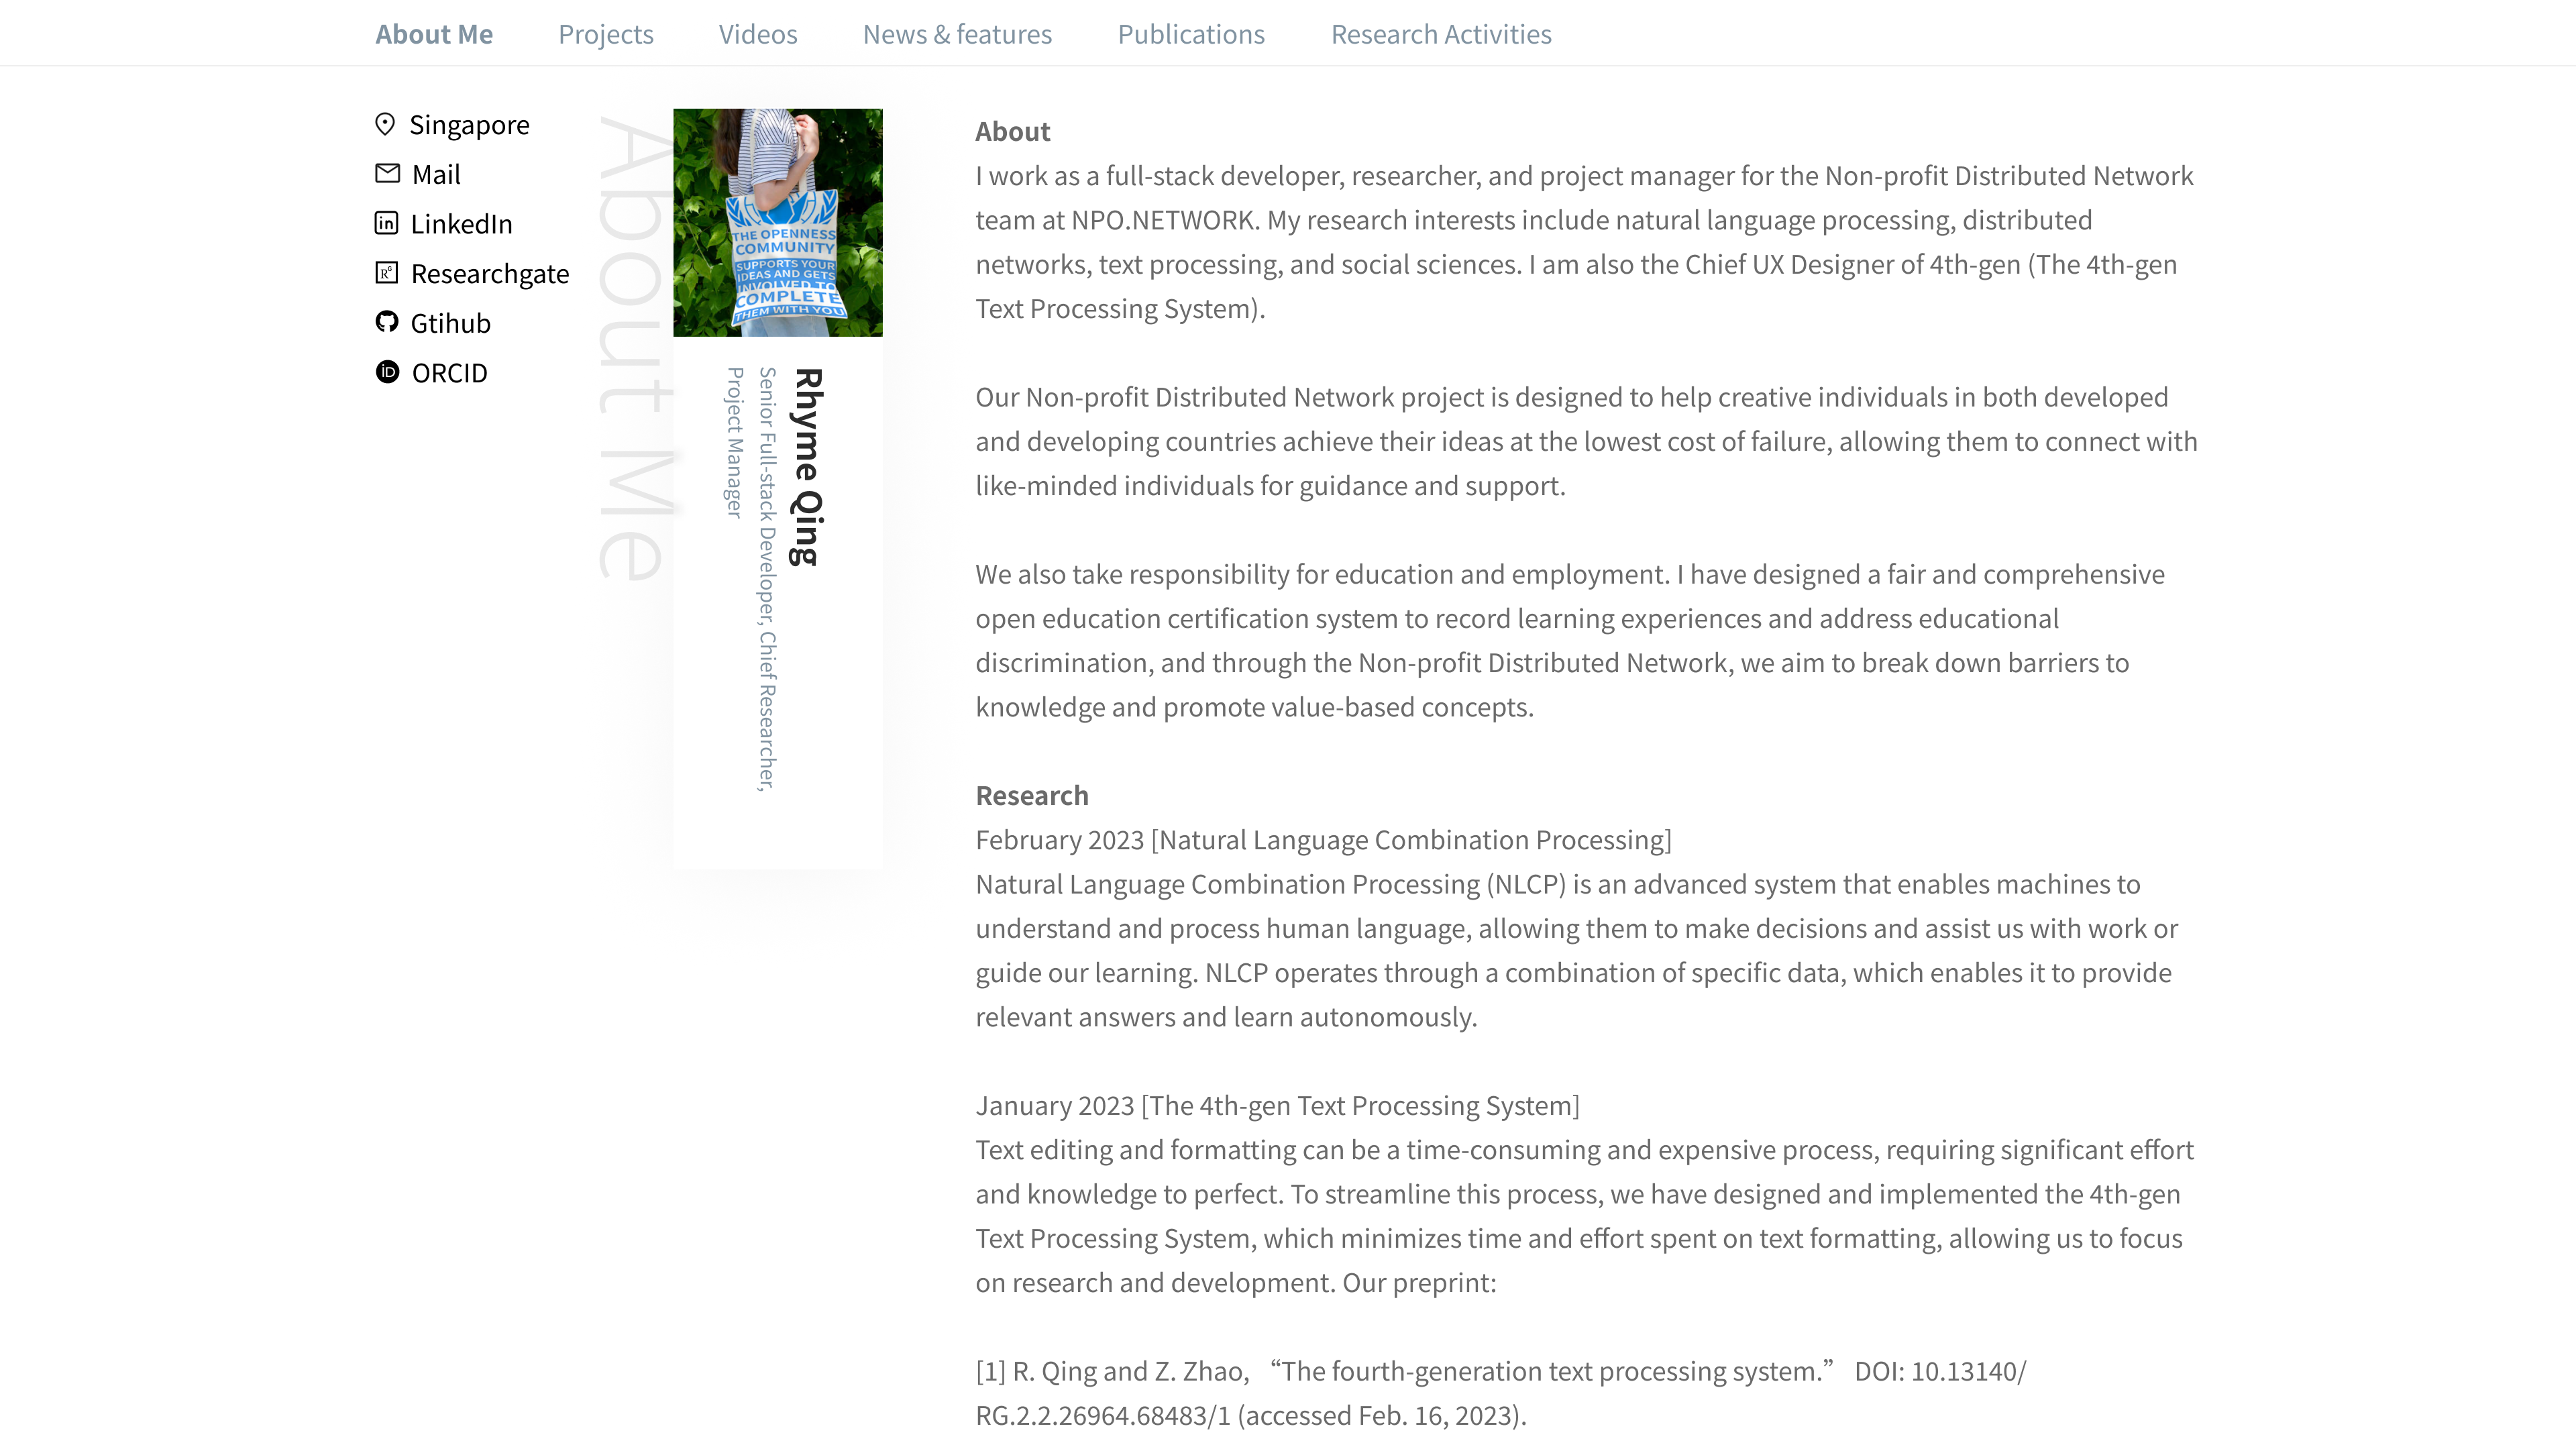 About Me
Projects
Videos
News & features
Publications
Research Activities
Singapore
Mail
LinkedIn
Researchgate
Gtihub
ORCID
About Me
THE OPENNESS
COMMUNITY
SUPPORTS YOUR
IDEAS AND GETS
INVOLVED TO
COMPLETE
THEM WITH YOU
Rhyme Qing
Senior Full-stack Developer, Chief Researcher,
Project Manager
About
I work as a full-stack developer, researcher, and project manager for the Non-profit Distributed Network
team at NPO.NETWORK. My research interests include natural language processing, distributed
networks, text processing, and social sciences. I am also the Chief UX Designer of 4th-gen (The 4th-gen
Text Processing System).
Our Non-profit Distributed Network project is designed to help creative individuals in both developed
and developing countries achieve their ideas at the lowest cost of failure, allowing them to connect with
like-minded individuals for guidance and support.
We also take responsibility for education and employment. I have designed a fair and comprehensive
open education certification system to record learning experiences and address educational
discrimination, and through the Non-profit Distributed Network, we aim to break down barriers to
knowledge and promote value-based concepts.
Research
February 2023 [Natural Language Combination Processing]
Natural Language Combination Processing (NLCP) is an advanced system that enables machines to
understand and process human language, allowing them to make decisions and assist us with work or
guide our learning. NLCP operates through a combination of specific data, which enables it to provide
relevant answers and learn autonomously.
January 2023 [The 4th-gen Text Processing System]
Text editing and formatting can be a time-consuming and expensive process, requiring significant effort
and knowledge to perfect. To streamline this process, we have designed and implemented the 4th-gen
Text Processing System, which minimizes time and effort spent on text formatting, allowing us to focus
on research and development. Our preprint:
[1] R. Qing and Z. Zhao, “The fourth-generation text processing system.” DOI: 10.13140/
RG.2.2.26964.68483/1 (accessed Feb. 16, 2023).